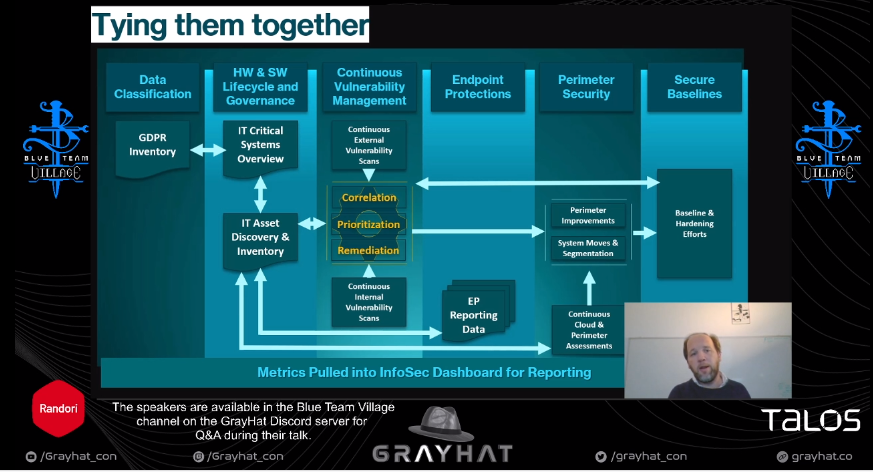 Tying them together
Data
Classification
HW & SW
Lifecycle and
Governance
Continuous
Vulnerability
Management
Endpoint
Protections
Perimeter
Security
Secure
Baselines
GDPR
Inventory
IT Critical
Systems
Overview
IT Asset
Discovery &
Inventory
Continuous
External
Vulnerability
Scans
Correlation
Prioritization
Remediation
Continuous
Internal
Vulnerability
Scans
EP
Reporting
Data
Perimeter
Improvements
System Moves &
Segmentation
Continuous
Cloud &
Perimeter
Assessments
Baseline &
Hardening
Efforts
Metrics Pulled into InfoSec Dashboard for Reporting
BLUE TEAM
VILLAGE
BLUE TEAM
VILLAGE
Randori
The speakers are available in the Blue Team Village
channel on the GrayHat Discord server for
Q&A during their talk.
GRAYHAT
TALOS
/Grayhat_con
/Grayhat_con
/grayhat_con
grayhat.co